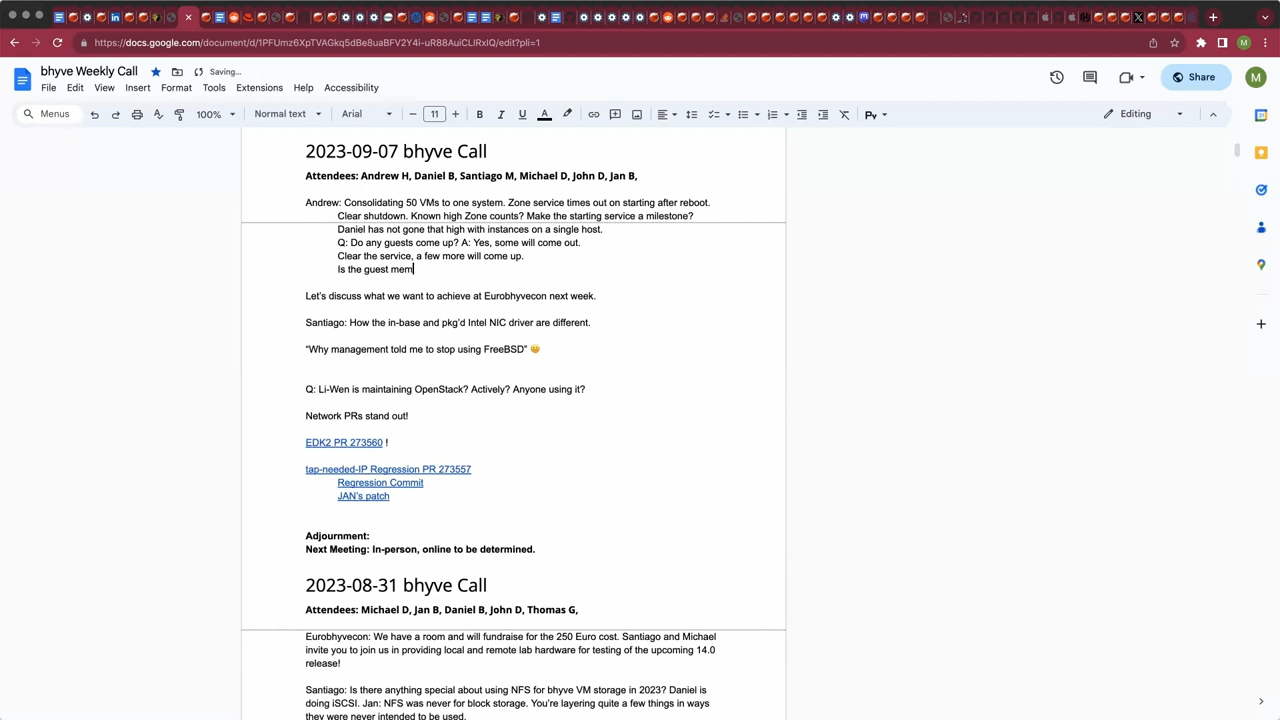 https://docs.google.com/document/d/1PFUmz6XpTVAGkq5dBe8uaBFV2Y4i-uR88AuiCLIRxIQ/edit?pli=1
bhyve Weekly Call
Saving...
File Edit View Insert Format Tools Extensions Help Accessibility
Share
M
Menus
100%
Normal text
Arial
11
Editing
2023-09-07 bhyve Call
Attendees: Andrew H, Daniel B, Santiago M, Michael D, John D, Jan B,
Andrew: Consolidating 50 VMs to one system. Zone service times out on starting after reboot.
Clear shutdown. Known high Zone counts? Make the starting service a milestone?
Daniel has not gone that high with instances on a single host.
Q: Do any guests come up? A: Yes, some will come out.
Clear the service, a few more will come up.
Is the guest mem
Let's discuss what we want to achieve at Eurobhyvecon next week.
Santiago: How the in-base and pkg'd Intel NIC driver are different.
“Why management told me to stop using FreeBSD” 😀
Q: Li-Wen is maintaining OpenStack? Actively? Anyone using it?
Network PRs stand out!
EDK2 PR 273560 !
tap-needed-IP Regression PR 273557
Regression Commit
JAN's patch
Adjournment:
Next Meeting: In-person, online to be determined.
2023-08-31 bhyve Call
Attendees: Michael D, Jan B, Daniel B, John D, Thomas G,
Eurobhyvecon: We have a room and will fundraise for the 250 Euro cost. Santiago and Michael
invite you to join us in providing local and remote lab hardware for testing of the upcoming 14.0
release!
Santiago: Is there anything special about using NFS for bhyve VM storage in 2023? Daniel is
doing iSCSI. Jan: NFS was never for block storage. You're layering quite a few things in ways
they were never intended to be used.